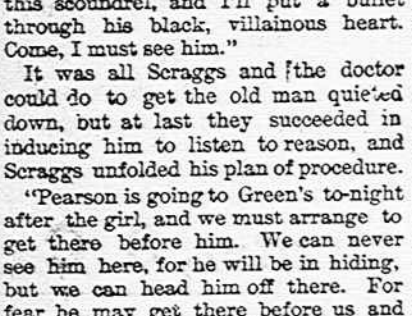 this scoundrel, and I'll put a bullet
through his black, villainous heart.
Come, I must see him."
It was all Scraggs and the doctor
could do to get the old man quieted
down, but at last they succeeded in
inducing him to listen to reason, and
Scraggs unfolded his plan of procedure.
"Pearson is going to Green's to-night
after the girl, and we must arrange to
get there before him. We can never
see him here, for he will be in hiding,
but we can head him off there. For
fear he may get there before us and